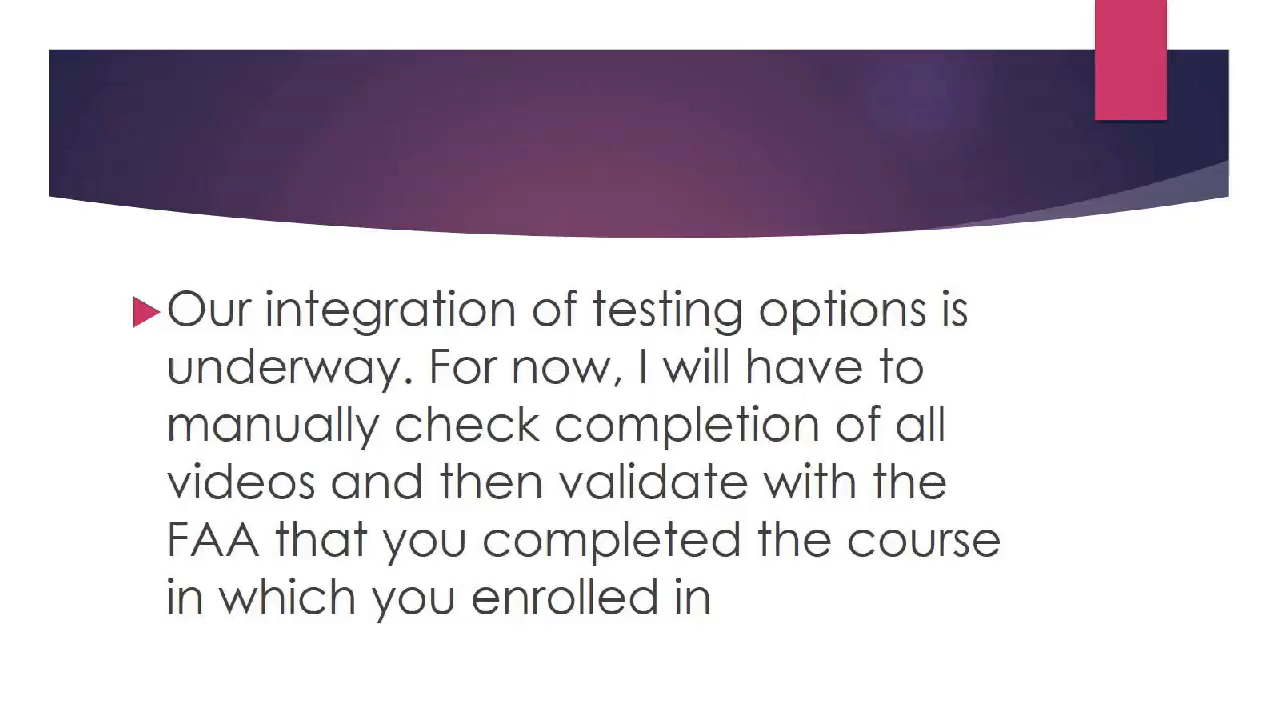 Our integration of testing options is
underway. For now, I will have to
manually check completion of all
videos and then validate with the
FAA that you completed the course
in which you enrolled in